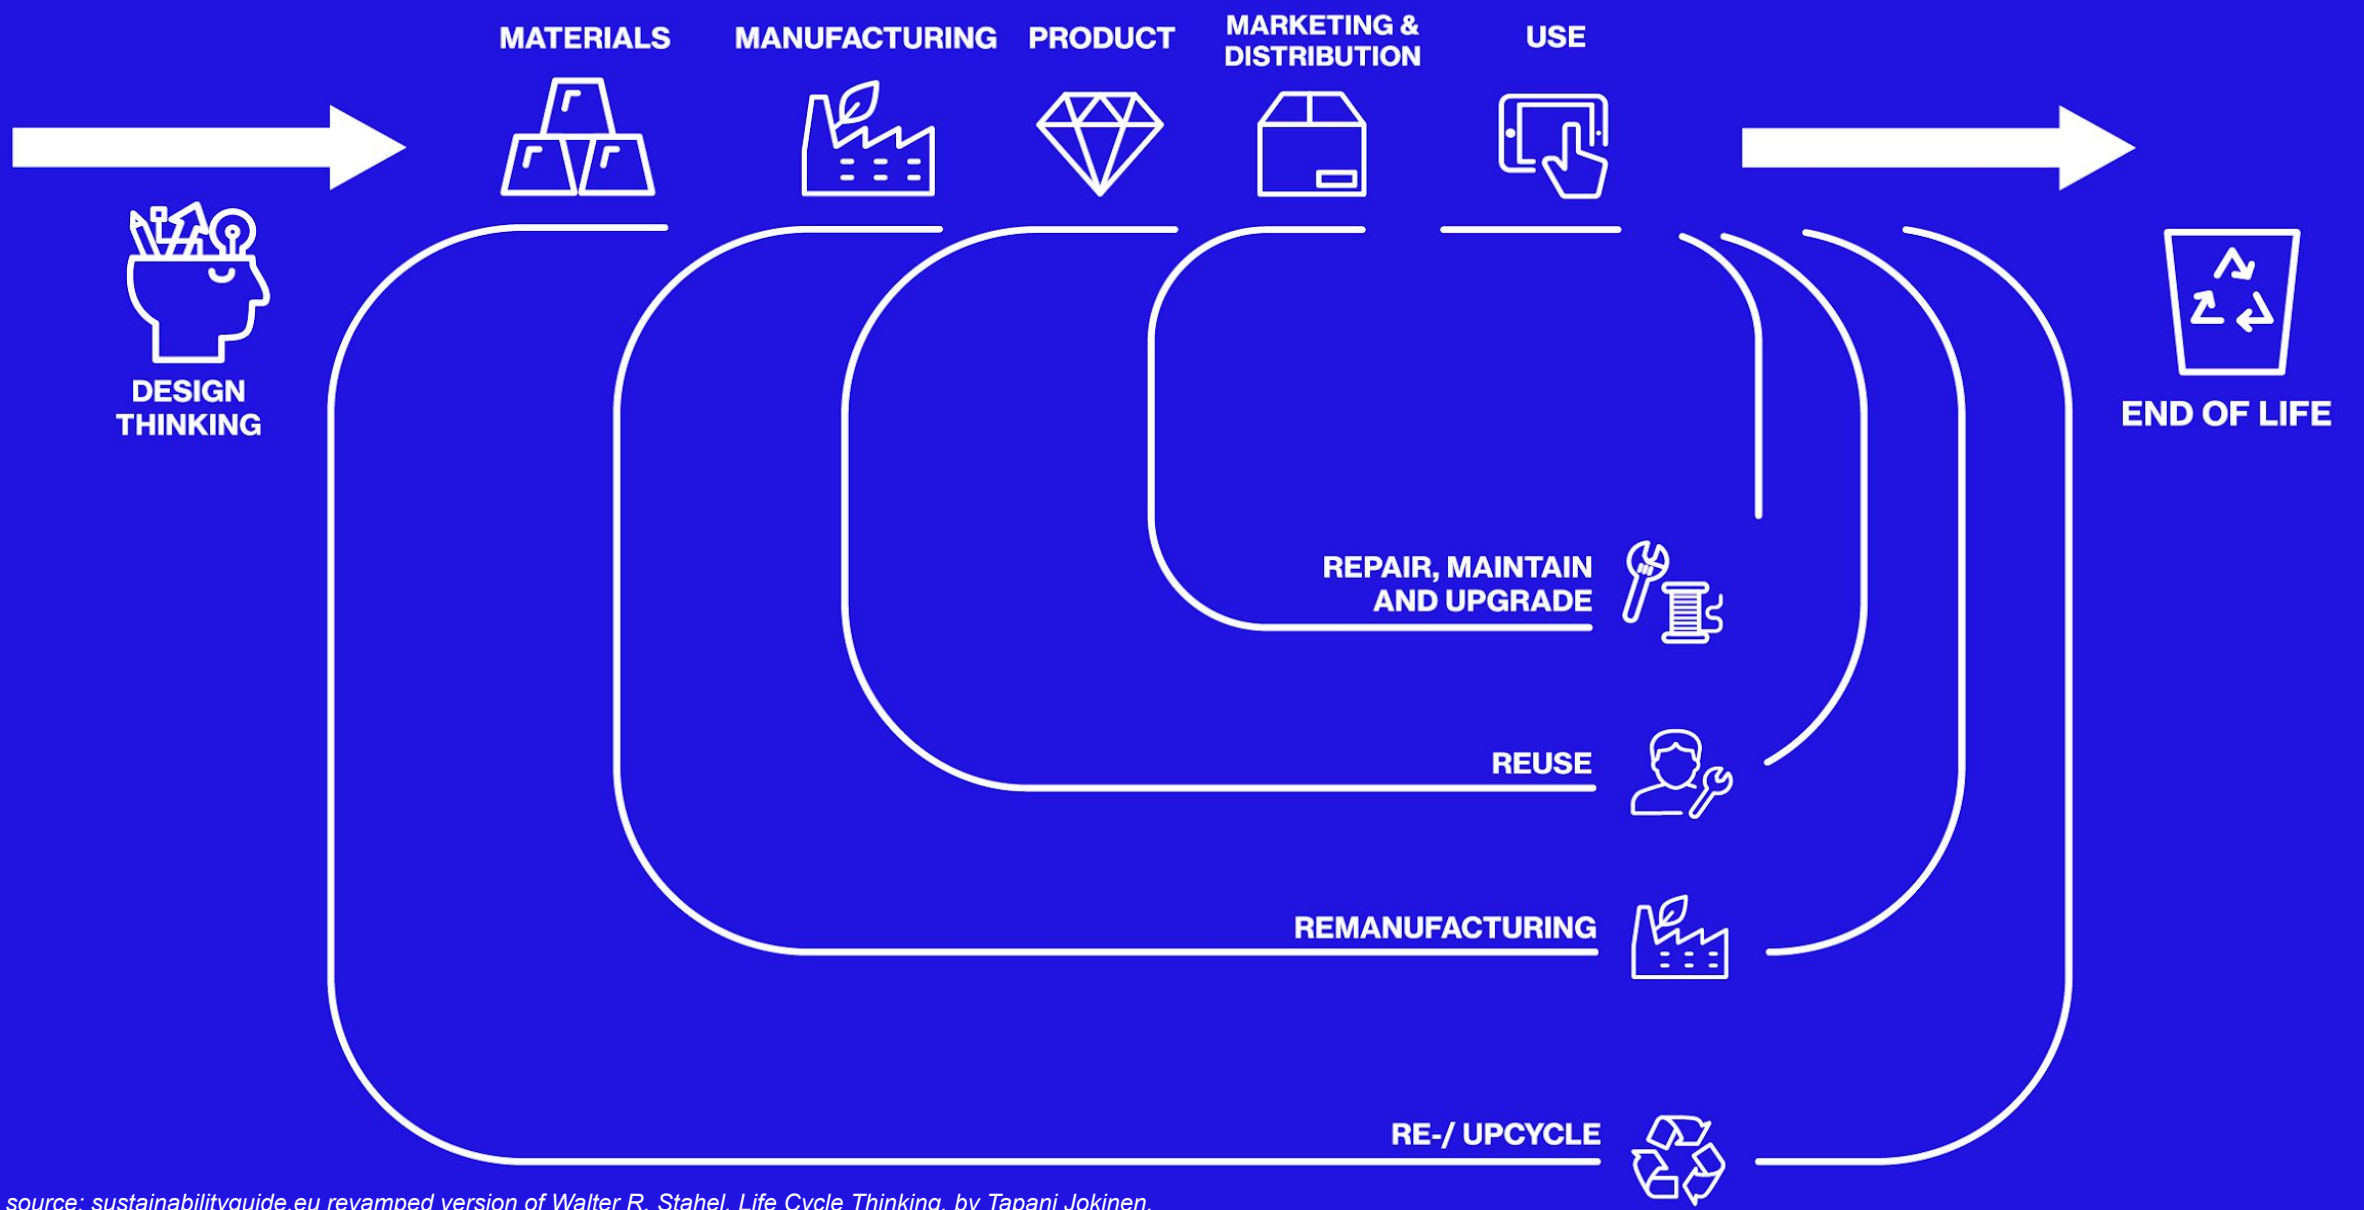 MATERIALS
MANUFACTURING
PRODUCT
MARKETING &
DISTRIBUTION
USE
DESIGN
THINKING
END OF LIFE
REPAIR, MAINTAIN
AND UPGRADE
REUSE
REMANUFACTURING
RE-/ UPCYCLE
source: sustainabilityguide.eu revamped version of Walter R. Stahel, Life Cycle Thinking, by Tapani Jokinen.